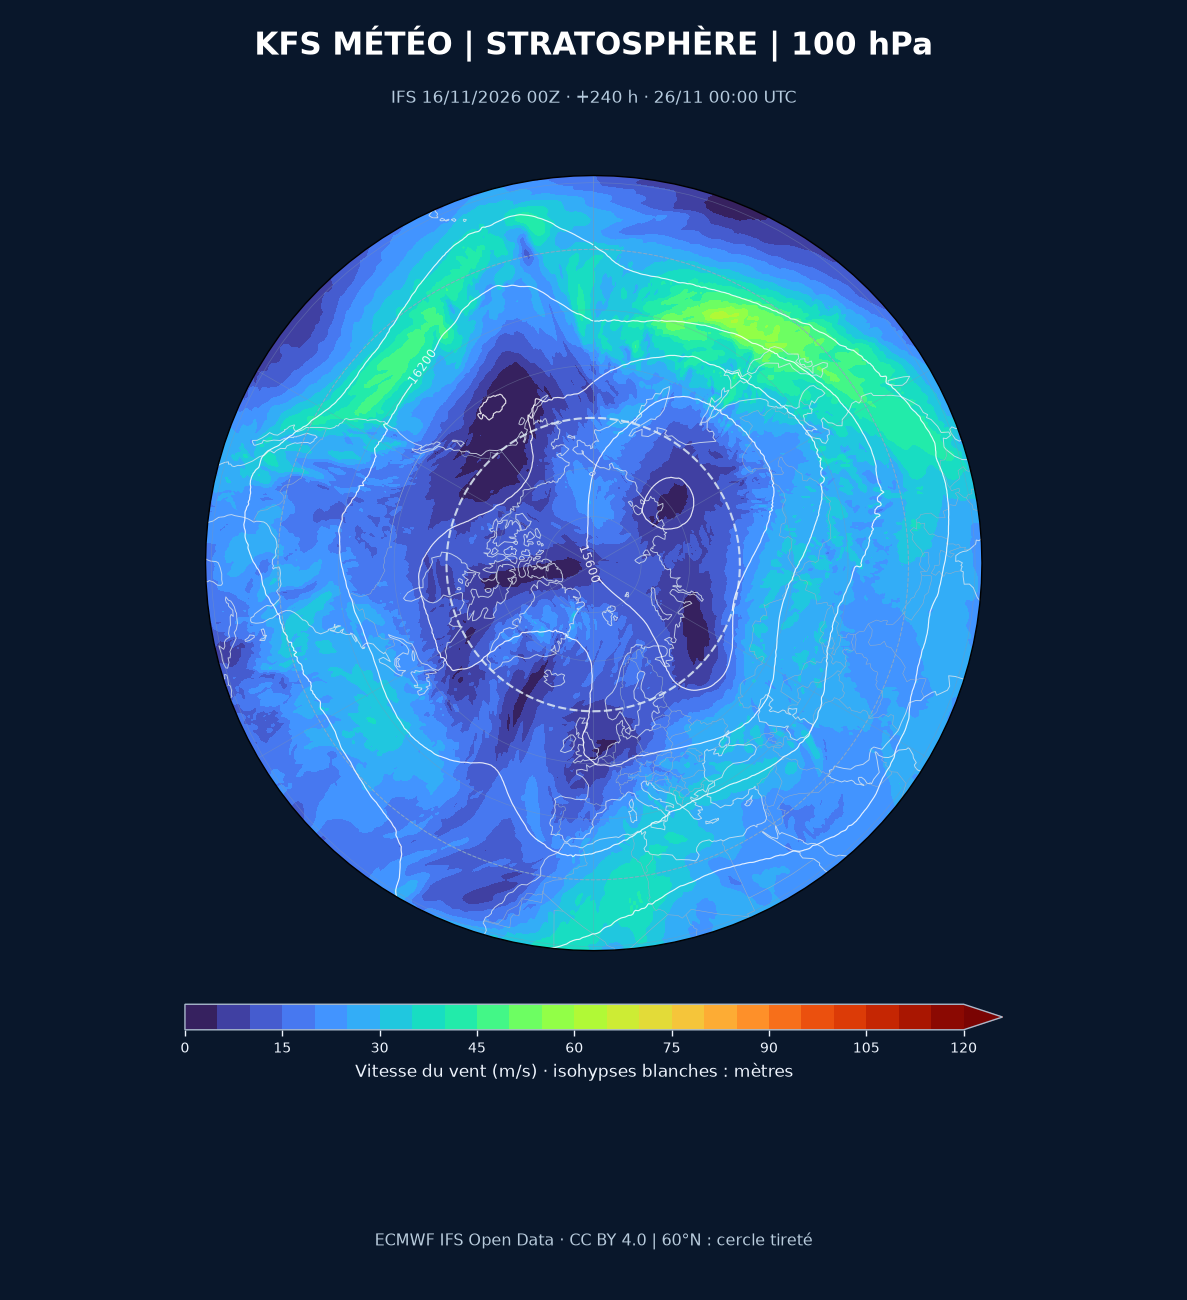 KFS MÉTÉO | STRATOSPHÈRE | 100 hPa
IFS 16/11/2026 00Z · +240 h · 26/11 00:00 UTC
16200
15600
0 15 30 45 60 75 90 105 120
Vitesse du vent (m/s) · isohypses blanches : mètres
ECMWF IFS Open Data · CC BY 4.0 | 60°N : cercle tireté